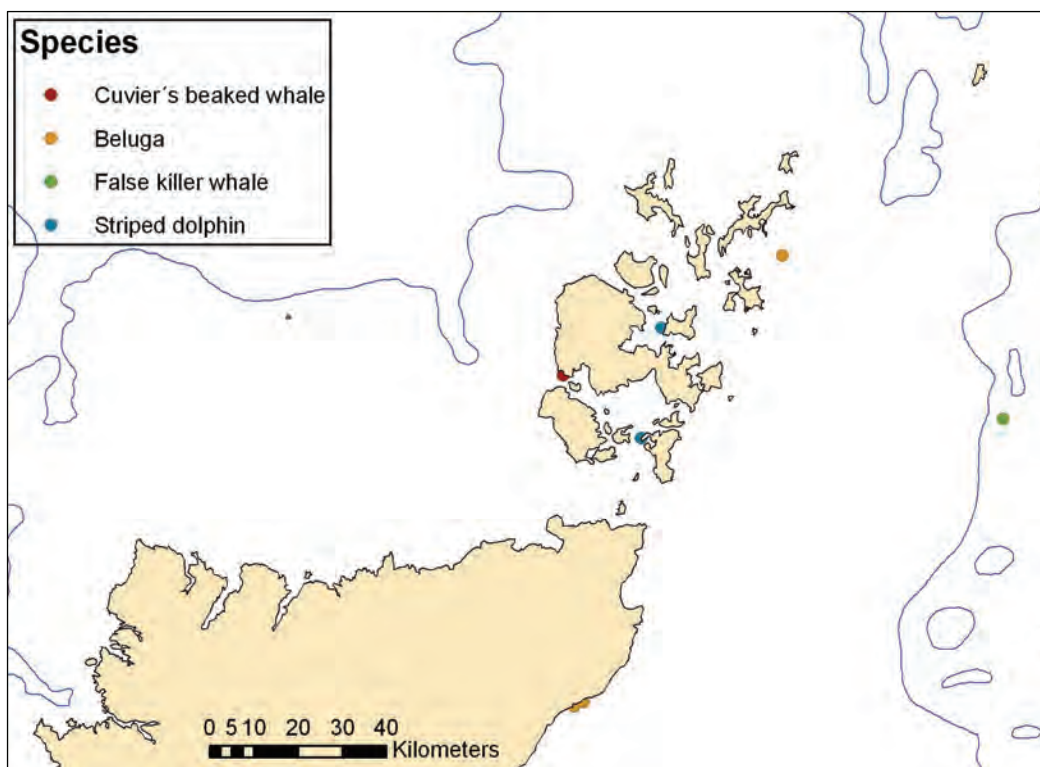 Species
Cuvier´s beaked whale
Beluga
False killer whale
Striped dolphin
0 5 10 20 30 40
Kilometers